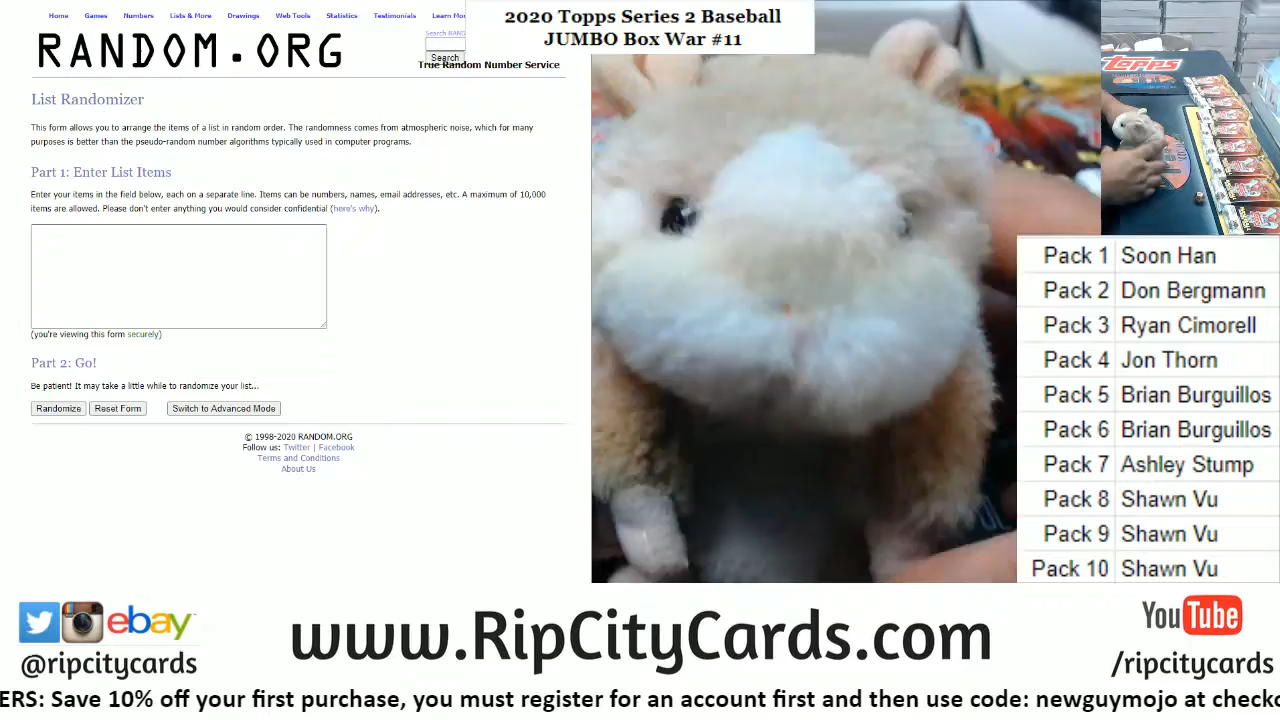 Home Games Numbers Lists & More Drawings Web Tools Statistics Testimonials Learn Mo
RANDOM.ORG
Search RAND
Search
True Random Number Service
2020 Topps Series 2 Baseball
JUMBO Box War #11
List Randomizer
This form allows you to arrange the items of a list in random order. The randomness comes from atmospheric noise, which for many
purposes is better than the pseudo-random number algorithms typically used in computer programs.
Part 1: Enter List Items
Enter your items in the field below, each on a separate line. Items can be numbers, names, email addresses, etc. A maximum of 10,000
items are allowed. Please don't enter anything you would consider confidential (here's why).
(you're viewing this form securely)
Part 2: Go!
Be patient! It may take a little while to randomize your list...
Randomize Reset Form Switch to Advanced Mode
© 1998-2020 RANDOM.ORG
Follow us: Twitter | Facebook
Terms and Conditions
About Us
Topps
Pack 1 Soon Han
Pack 2 Don Bergmann
Pack 3 Ryan Cimorell
Pack 4 Jon Thorn
Pack 5 Brian Burguillos
Pack 6 Brian Burguillos
Pack 7 Ashley Stump
Pack 8 Shawn Vu
Pack 9 Shawn Vu
Pack 10 Shawn Vu
ebay
@ripcitycards
www.RipCityCards.com
YouTube
/ripcitycards
ERS: Save 10% off your first purchase, you must register for an account first and then use code: newguymojo at checko